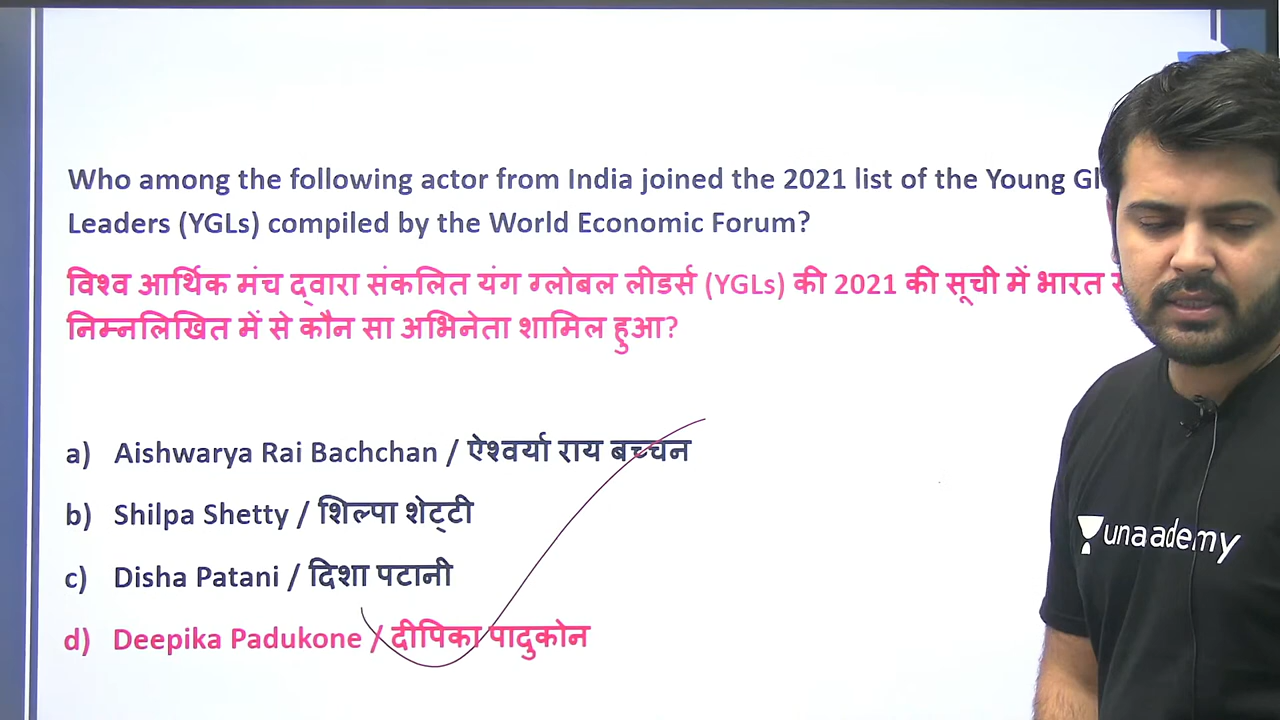 Who among the following actor from India joined the 2021 list of the Young
Leaders (YGLs) compiled by the World Economic Forum?
विश्व आर्थिक मंच द्वारा संकलित यंग ग्लोबल लीडर्स (YGLs) की 2021 की सूची में भारत
निम्नलिखित में से कौन सा अभिनेता शामिल हुआ?
a) Aishwarya Rai Bachchan / ऐश्वर्या राय बच्चन
b) Shilpa Shetty / शिल्पा शेट्टी
c) Disha Patani / दिशा पटानी
d) Deepika Padukone / दीपिका पादुकोन
unaademy